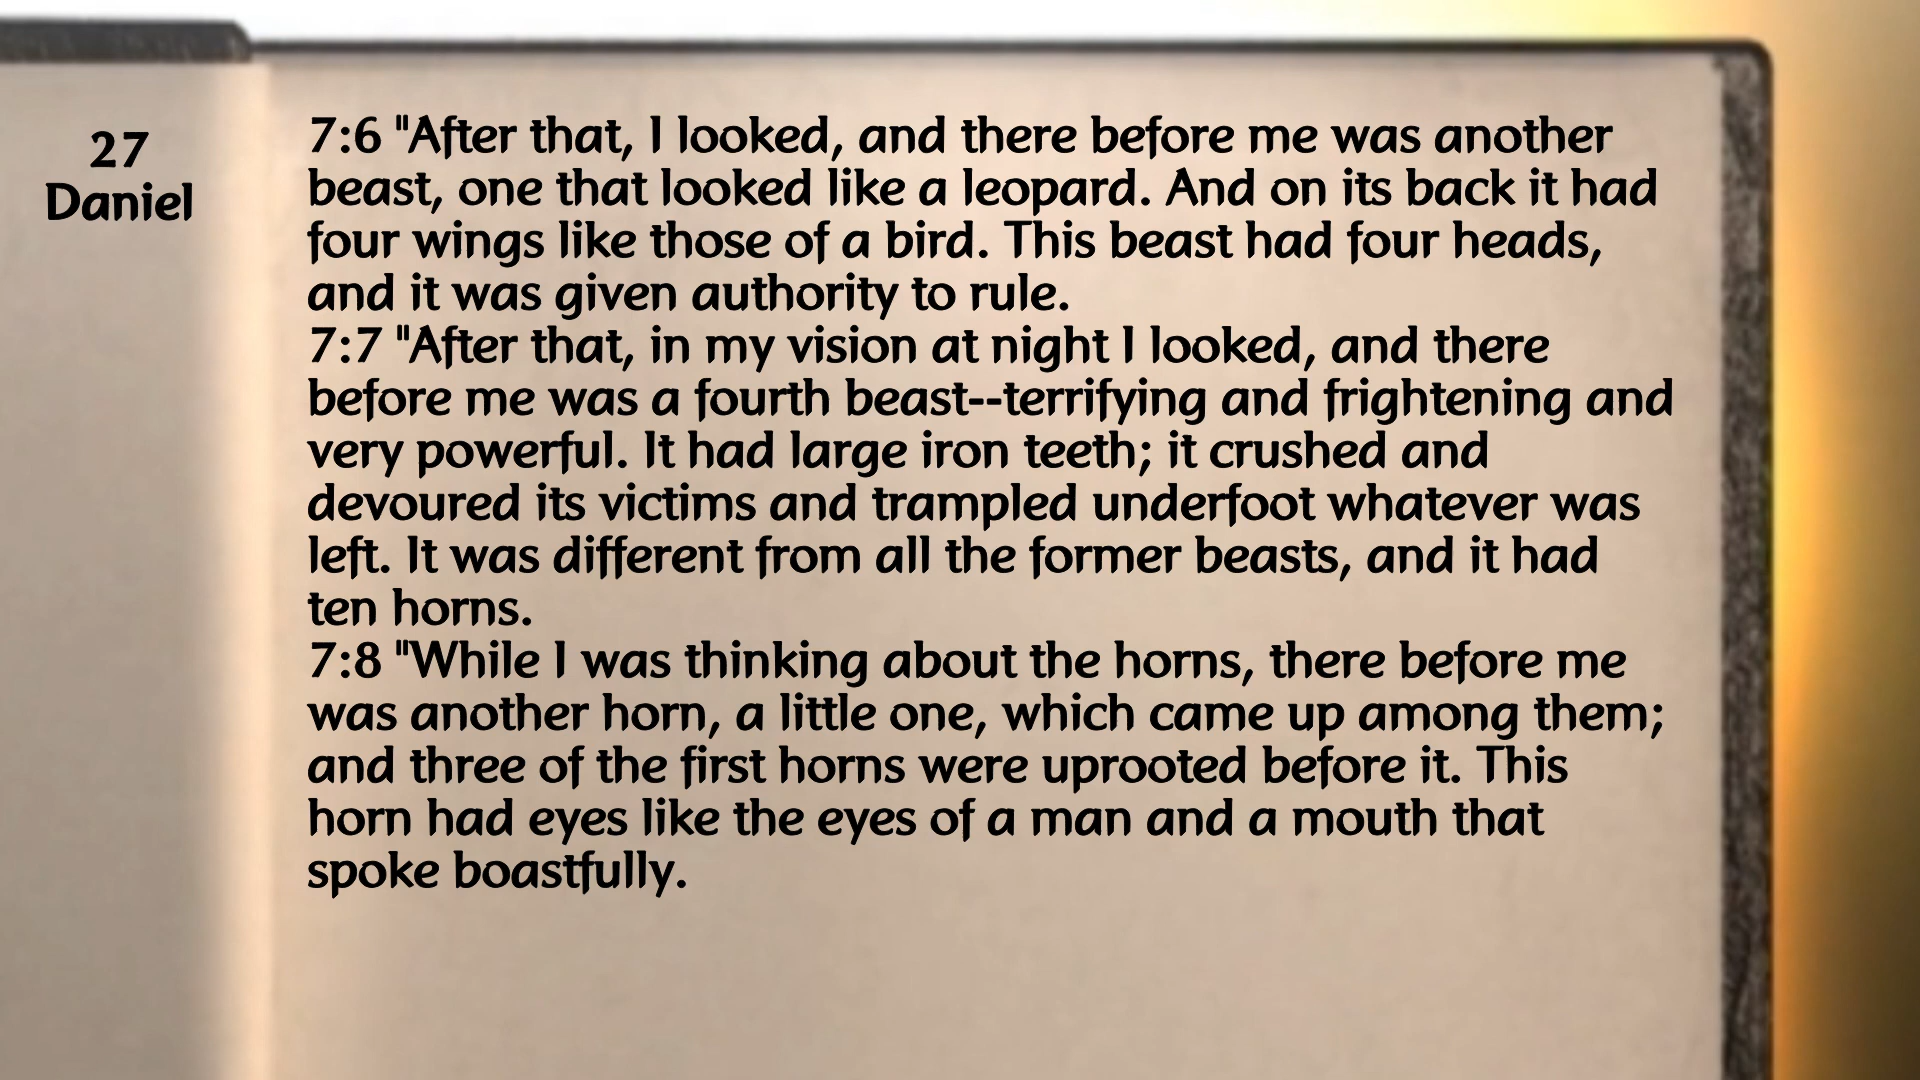 27
Daniel
7:6 "After that, I looked, and there before me was another
beast, one that looked like a leopard. And on its back it had
four wings like those of a bird. This beast had four heads,
and it was given authority to rule.
7:7 "After that, in my vision at night I looked, and there
before me was a fourth beast--terrifying and frightening and
very powerful. It had large iron teeth; it crushed and
devoured its victims and trampled underfoot whatever was
left. It was different from all the former beasts, and it had
ten horns.
7:8 "While I was thinking about the horns, there before me
was another horn, a little one, which came up among them;
and three of the first horns were uprooted before it. This
horn had eyes like the eyes of a man and a mouth that
spoke boastfully.